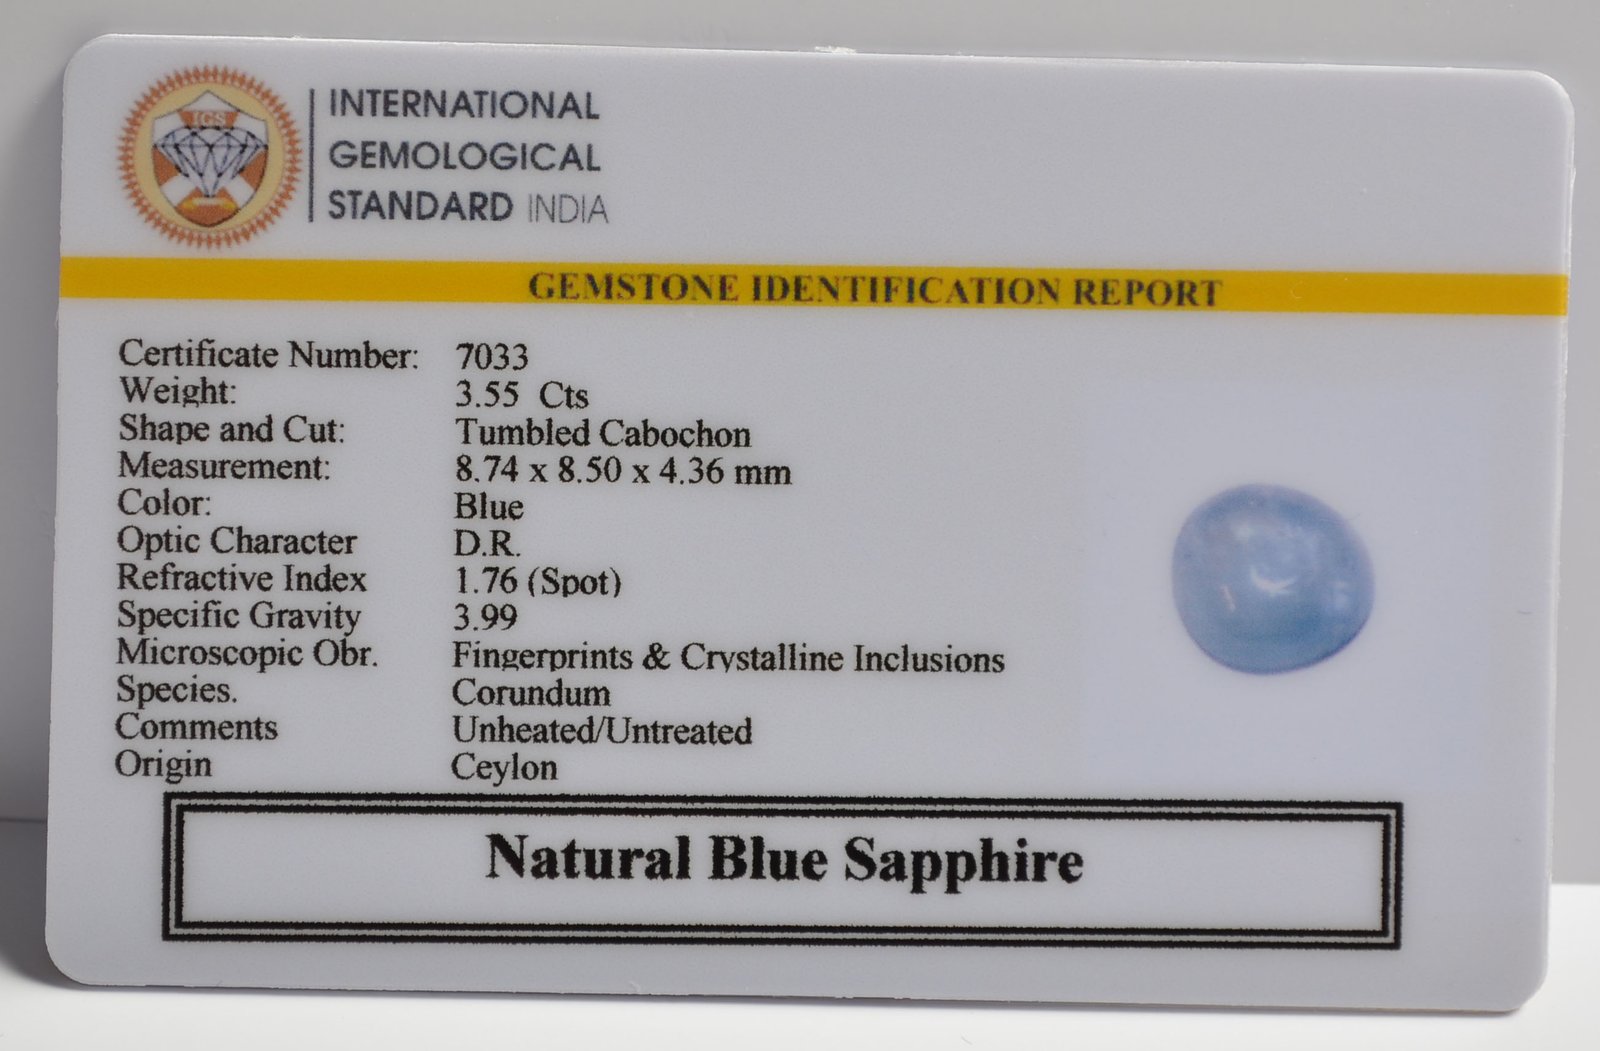 IGS
INTERNATIONAL
GEMOLOGICAL
STANDARD INDIA
GEMSTONE IDENTIFICATION REPORT
Certificate Number: 7033
Weight: 3.55 Cts
Shape and Cut: Tumbled Cabochon
Measurement: 8.74 x 8.50 x 4.36 mm
Color: Blue
Optic Character D.R.
Refractive Index 1.76 (Spot)
Specific Gravity 3.99
Microscopic Obr. Fingerprints & Crystalline Inclusions
Species. Corundum
Comments Unheated/Untreated
Origin Ceylon
Natural Blue Sapphire